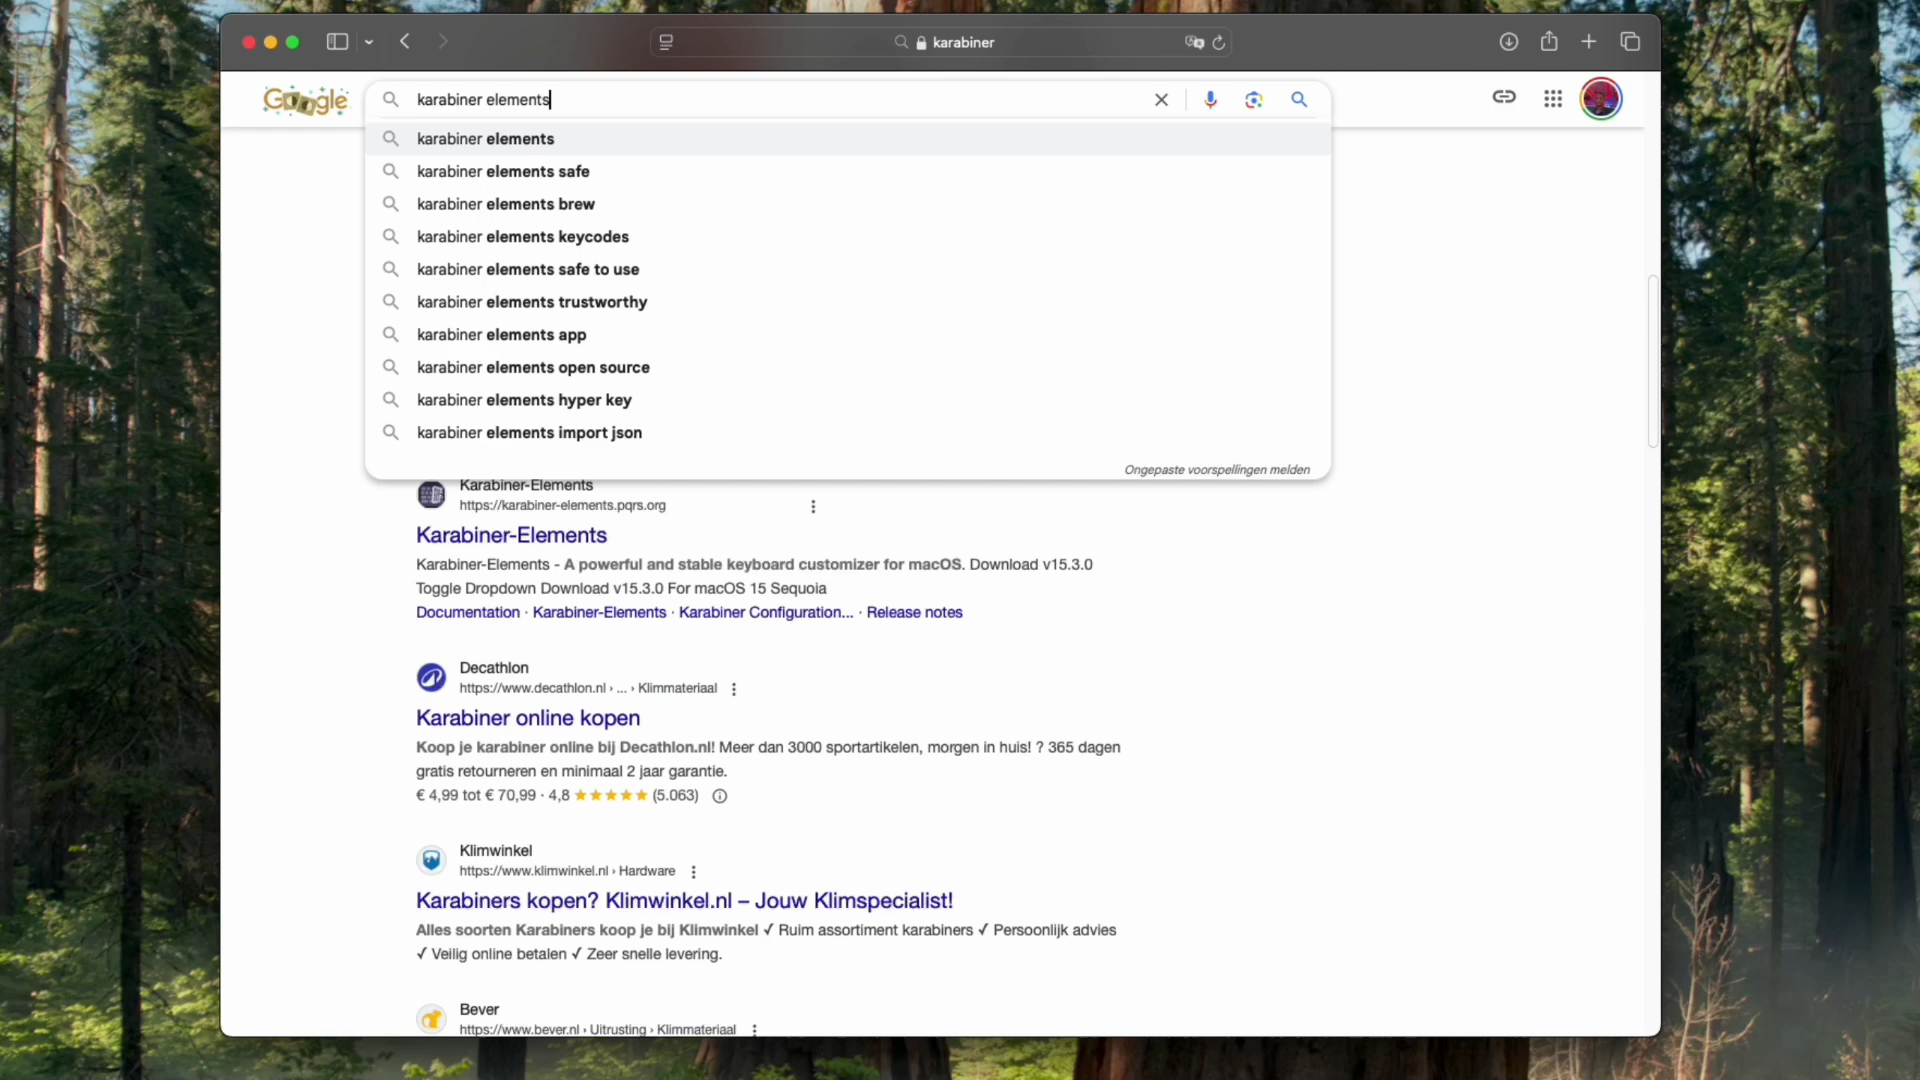 karabiner
Google
karabiner elements
karabiner elements
karabiner elements safe
karabiner elements brew
karabiner elements keycodes
karabiner elements safe to use
karabiner elements trustworthy
karabiner elements app
karabiner elements open source
karabiner elements hyper key
karabiner elements import json
Ongepaste voorspellingen melden
Karabiner-Elements
https://karabiner-elements.pqrs.org
Karabiner-Elements
Karabiner-Elements - A powerful and stable keyboard customizer for macOS. Download v15.3.0
Toggle Dropdown Download v15.3.0 For macOS 15 Sequoia
Documentation · Karabiner-Elements · Karabiner Configuration... · Release notes
Decathlon
https://www.decathlon.nl › ... › Klimmateriaal
Karabiner online kopen
Koop je karabiner online bij Decathlon.nl! Meer dan 3000 sportartikelen, morgen in huis! ? 365 dagen
gratis retourneren en minimaal 2 jaar garantie.
€ 4,99 tot € 70,99 · 4,8 ★★★★★ (5.063)
Klimwinkel
https://www.klimwinkel.nl › Hardware
Karabiners kopen? Klimwinkel.nl – Jouw Klimspecialist!
Alles soorten Karabiners koop je bij Klimwinkel ✓ Ruim assortiment karabiners ✓ Persoonlijk advies
✓ Veilig online betalen ✓ Zeer snelle levering.
Bever
https://www.bever.nl › Uitrusting › Klimmateriaal